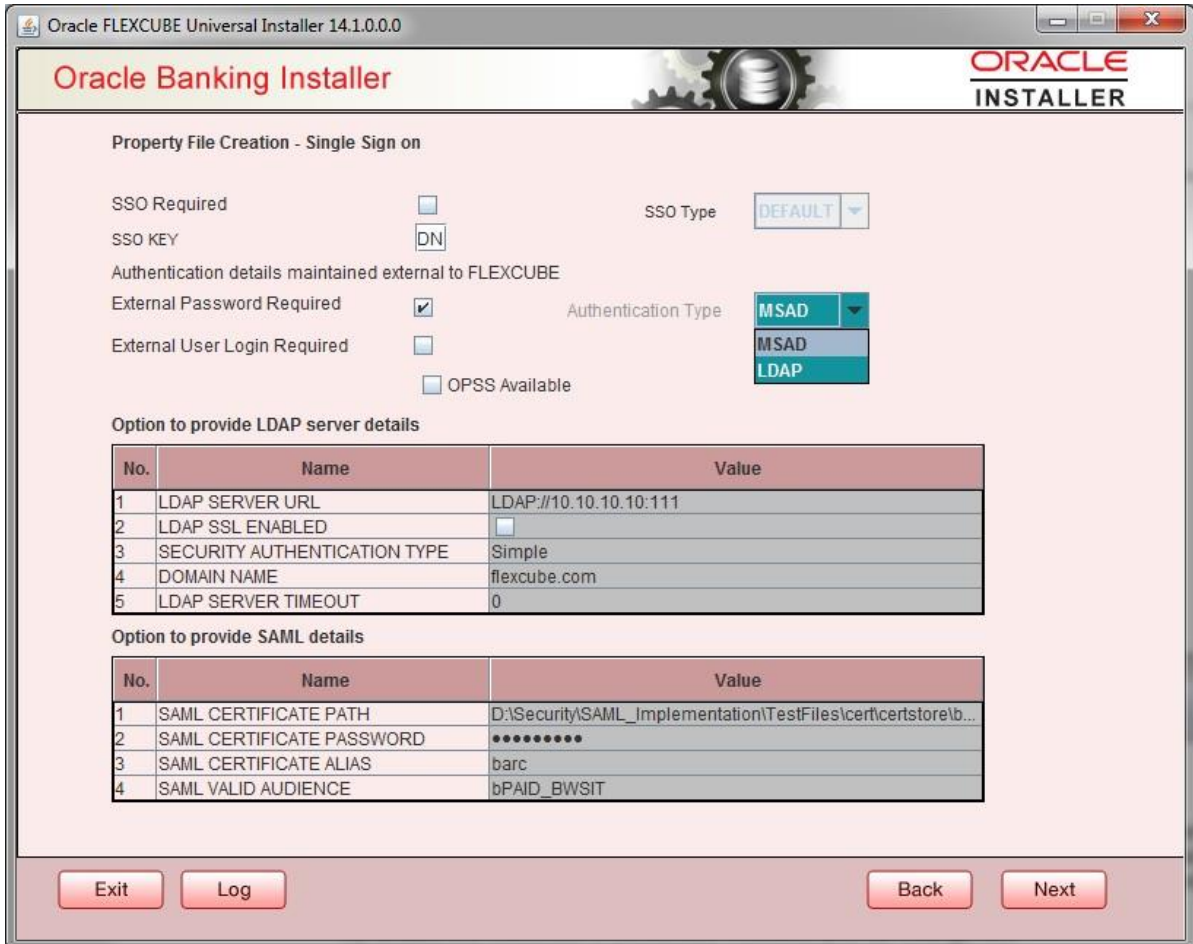 Oracle FLEXCUBE Universal Installer 14.1.0.0.0
Oracle Banking Installer
ORACLE
INSTALLER
Property File Creation - Single Sign on
SSO Required
SSO Type DEFAULT
SSO KEY DN
Authentication details maintained external to FLEXCUBE
External Password Required
Authentication Type MSAD
External User Login Required
MSAD
LDAP
OPSS Available
Option to provide LDAP server details
No. Name Value
1 LDAP SERVER URL LDAP://10.10.10.10:111
2 LDAP SSL ENABLED
3 SECURITY AUTHENTICATION TYPE Simple
4 DOMAIN NAME flexcube.com
5 LDAP SERVER TIMEOUT 0
Option to provide SAML details
No. Name Value
1 SAML CERTIFICATE PATH D:\Security\SAML_Implementation\TestFiles\cert\certstore\b...
2 SAML CERTIFICATE PASSWORD •••••••••
3 SAML CERTIFICATE ALIAS barc
4 SAML VALID AUDIENCE bPAID_BWSIT
Exit Log Back Next